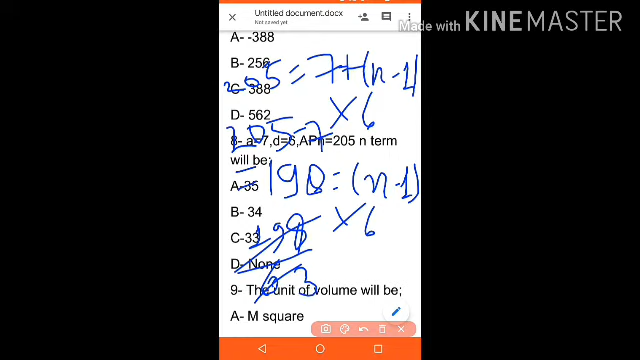 Untitled document.docx
Not saved yet
Made with KINEMASTER
A- -388
B- 256
205 = 7+(n-1)
C- 388
×6
D- 562
205-7
8- a=7,d=6,APn=205 n term
will be;
=198=(n-1)
A-35
×6
B- 34
198
C-33
D- None
9- The unit of volume will be;
A- M square